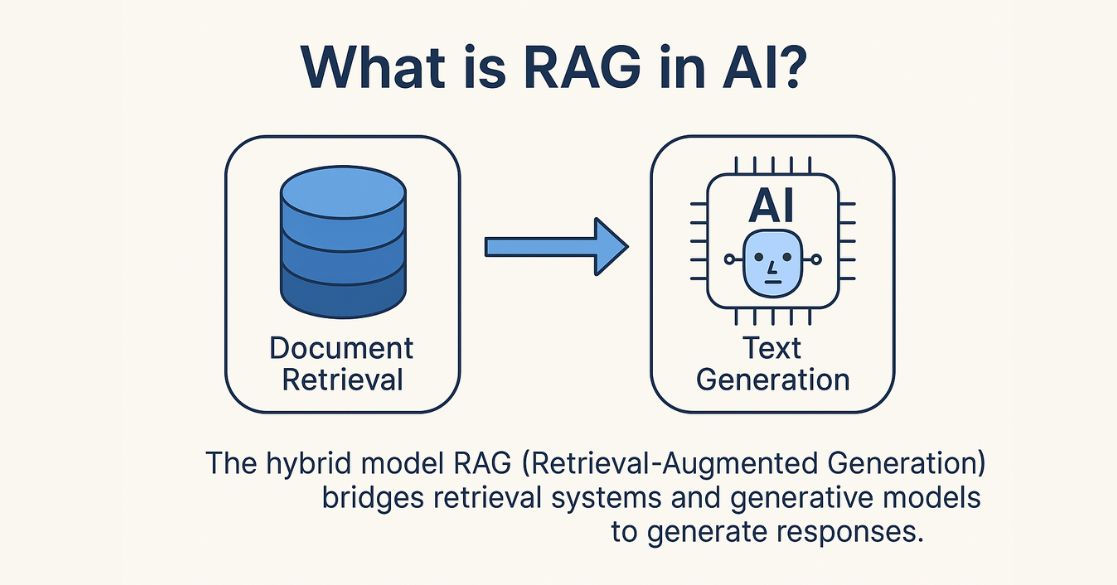 What is RAG in AI?
Document
Retrieval
AI
Text
Generation
The hybrid model RAG (Retrieval-Augmented Generation)
bridges retrieval systems and generative models
to generate responses.